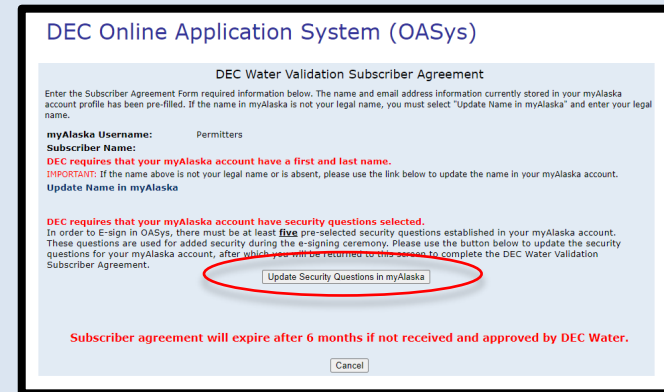 DEC Online Application System (OASys)
DEC Water Validation Subscriber Agreement
Enter the Subscriber Agreement Form required information below. The name and email address information currently stored in your myAlaska
account profile has been pre-filled. If the name in myAlaska is not your legal name, you must select "Update Name in myAlaska" and enter your legal
name.
myAlaska Username: Permitters
Subscriber Name:
DEC requires that your myAlaska account have a first and last name.
IMPORTANT: If the name above is not your legal name or is absent, please use the link below to update the name in your myAlaska account.
Update Name in myAlaska
DEC requires that your myAlaska account have security questions selected.
In order to E-sign in OASys, there must be at least five pre-selected security questions established in your myAlaska account.
These questions are used for added security during the e-signing ceremony. Please use the button below to update the security
questions for your myAlaska account, after which you will be returned to this screen to complete the DEC Water Validation
Subscriber Agreement.
Update Security Questions in myAlaska
Subscriber agreement will expire after 6 months if not received and approved by DEC Water.
Cancel